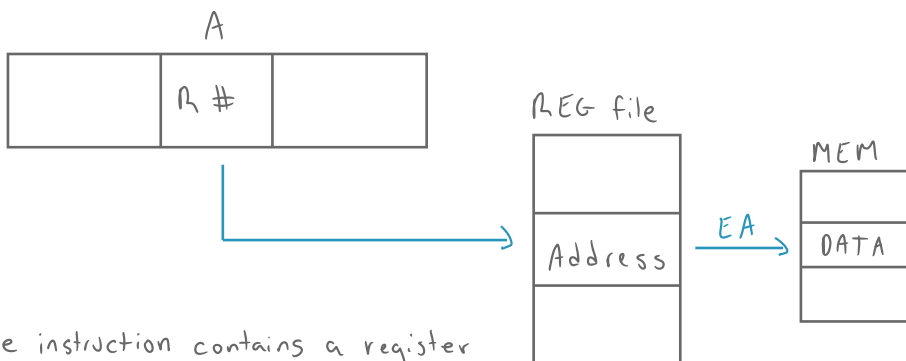 A
R #
REG file
MEM
Address
EA
DATA
e instruction contains a register